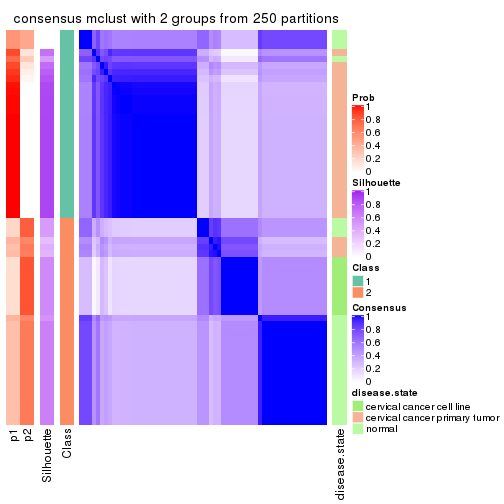 consensus mclust with 2 groups from 250 partitions
Prob
1
0.8
0.6
0.4
0.2
0
Silhouette
1
0.8
0.6
0.4
0.2
0
Class
1
2
Consensus
1
0.8
0.6
0.4
0.2
0
disease.state
cervical cancer cell line
cervical cancer primary tumor
normal
p1
p2
Silhouette
Class
disease.state